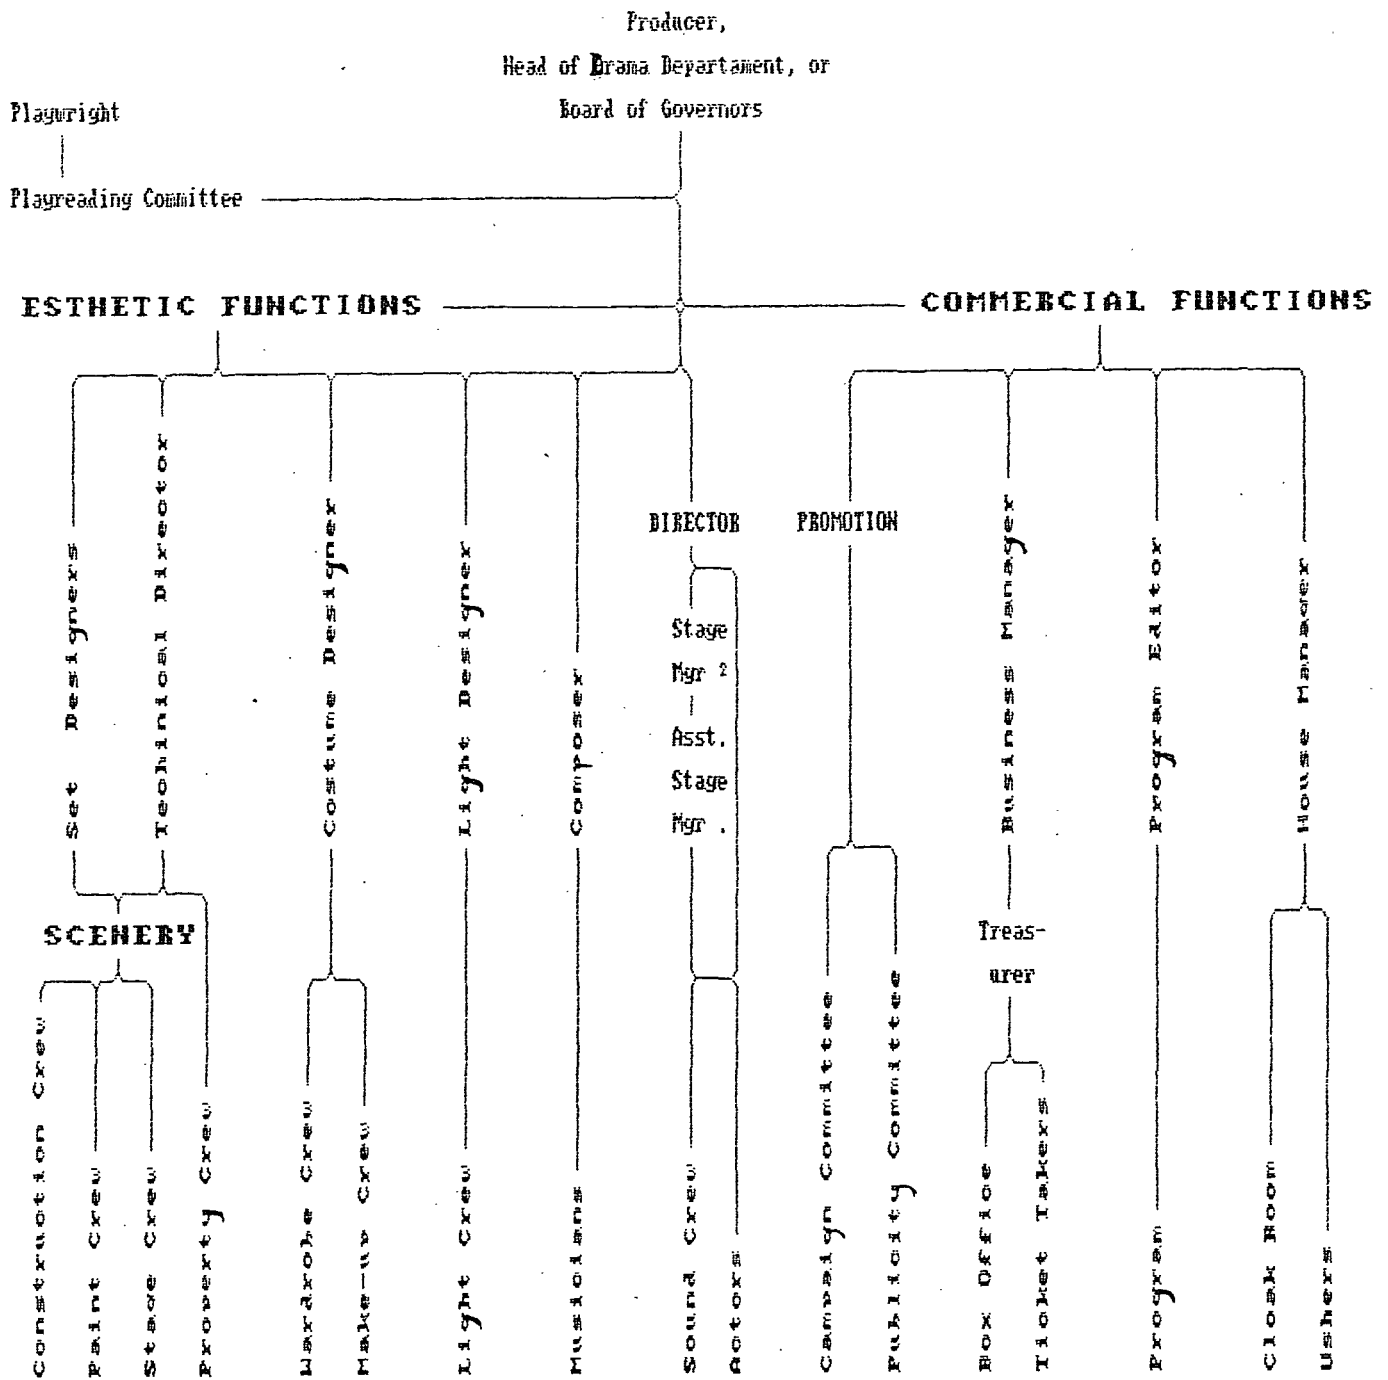 Producer,
Head of Drama Departament, or
Board of Governors
Playwright
Playreading Committee
ESTHETIC FUNCTIONS
COMMERCIAL FUNCTIONS
Set Designers
Techinical Director
Costume Designer
Light Designer
Composer
DIRECTOR
Stage
Mgr 2
Asst.
Stage
Mgr .
PROMOTION
Business Manager
Program Editor
House Manager
SCENERY
Treas-
urer
Construction Crew
Paint Crew
Stage Crew
Property Crew
Wardrobe Crew
Make-up Crew
Light Crew
Musicians
Sound Crew
Actors
Campaign Committee
Publicity Committee
Box Office
Ticket Takers
Program
Cloak Room
Ushers